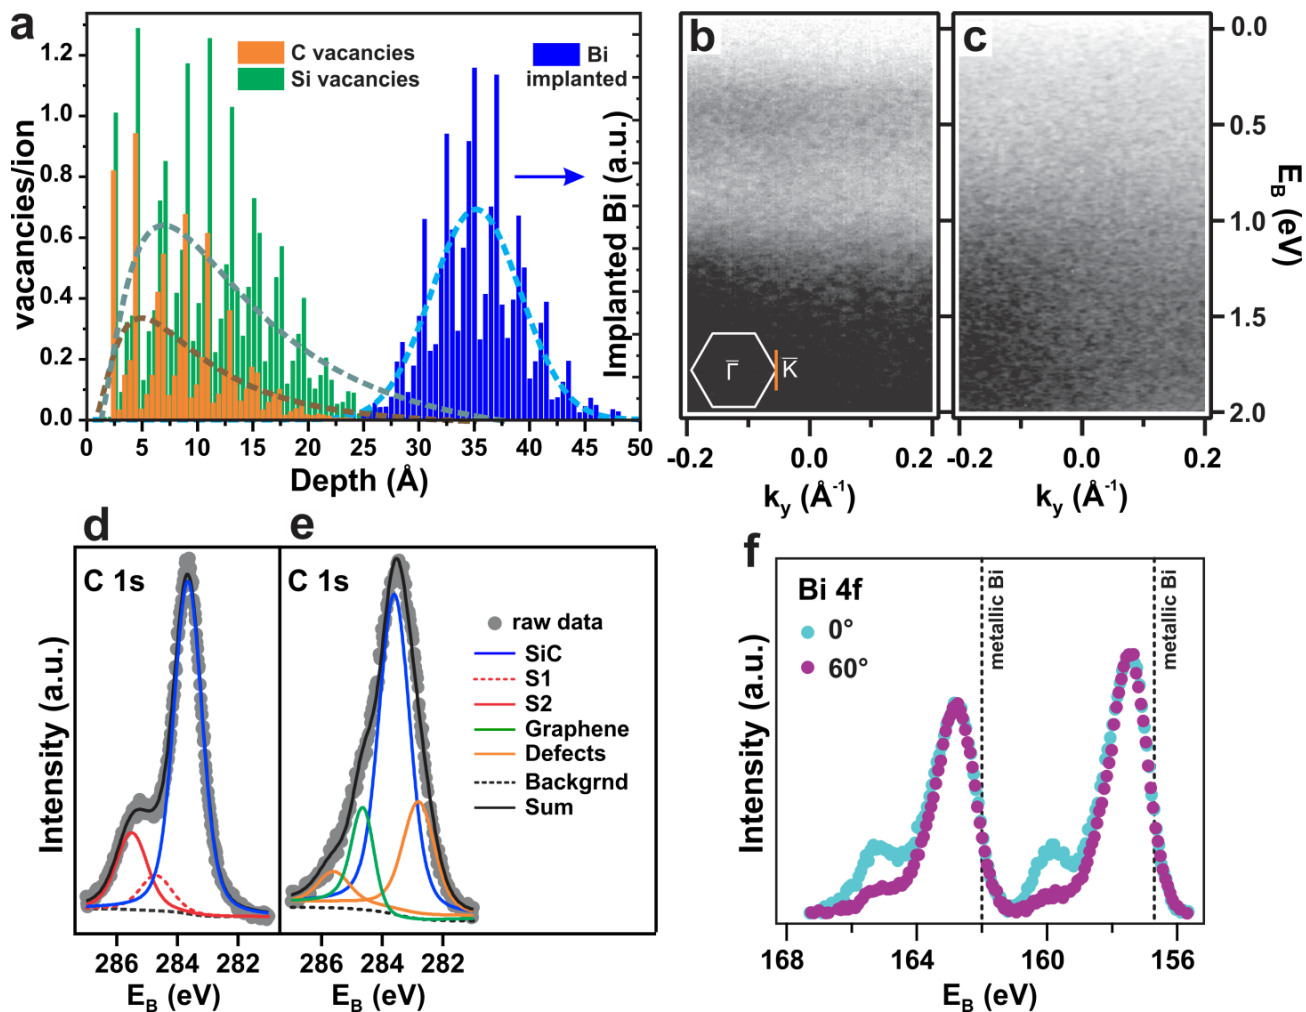 a
C vacancies
Si vacancies
Bi
implanted
vacancies/ion
1.2
1.0
0.8
0.6
0.4
0.2
0.0
0 5 10 15 20 25 30 35 40 45 50
Depth (Å)
Implanted Bi (a.u.)
b
Γ̅
K̅
-0.2 0.0 0.2
k_y (Å⁻¹)
c
0.0
0.5
1.0
1.5
2.0
E_B (eV)
-0.2 0.0 0.2
k_y (Å⁻¹)
d
C 1s
Intensity (a.u.)
286 284 282
E_B (eV)
e
C 1s
286 284 282
E_B (eV)
raw data
SiC
S1
S2
Graphene
Defects
Backgrnd
Sum
f
Bi 4f
0°
60°
metallic Bi
metallic Bi
Intensity (a.u.)
168 164 160 156
E_B (eV)